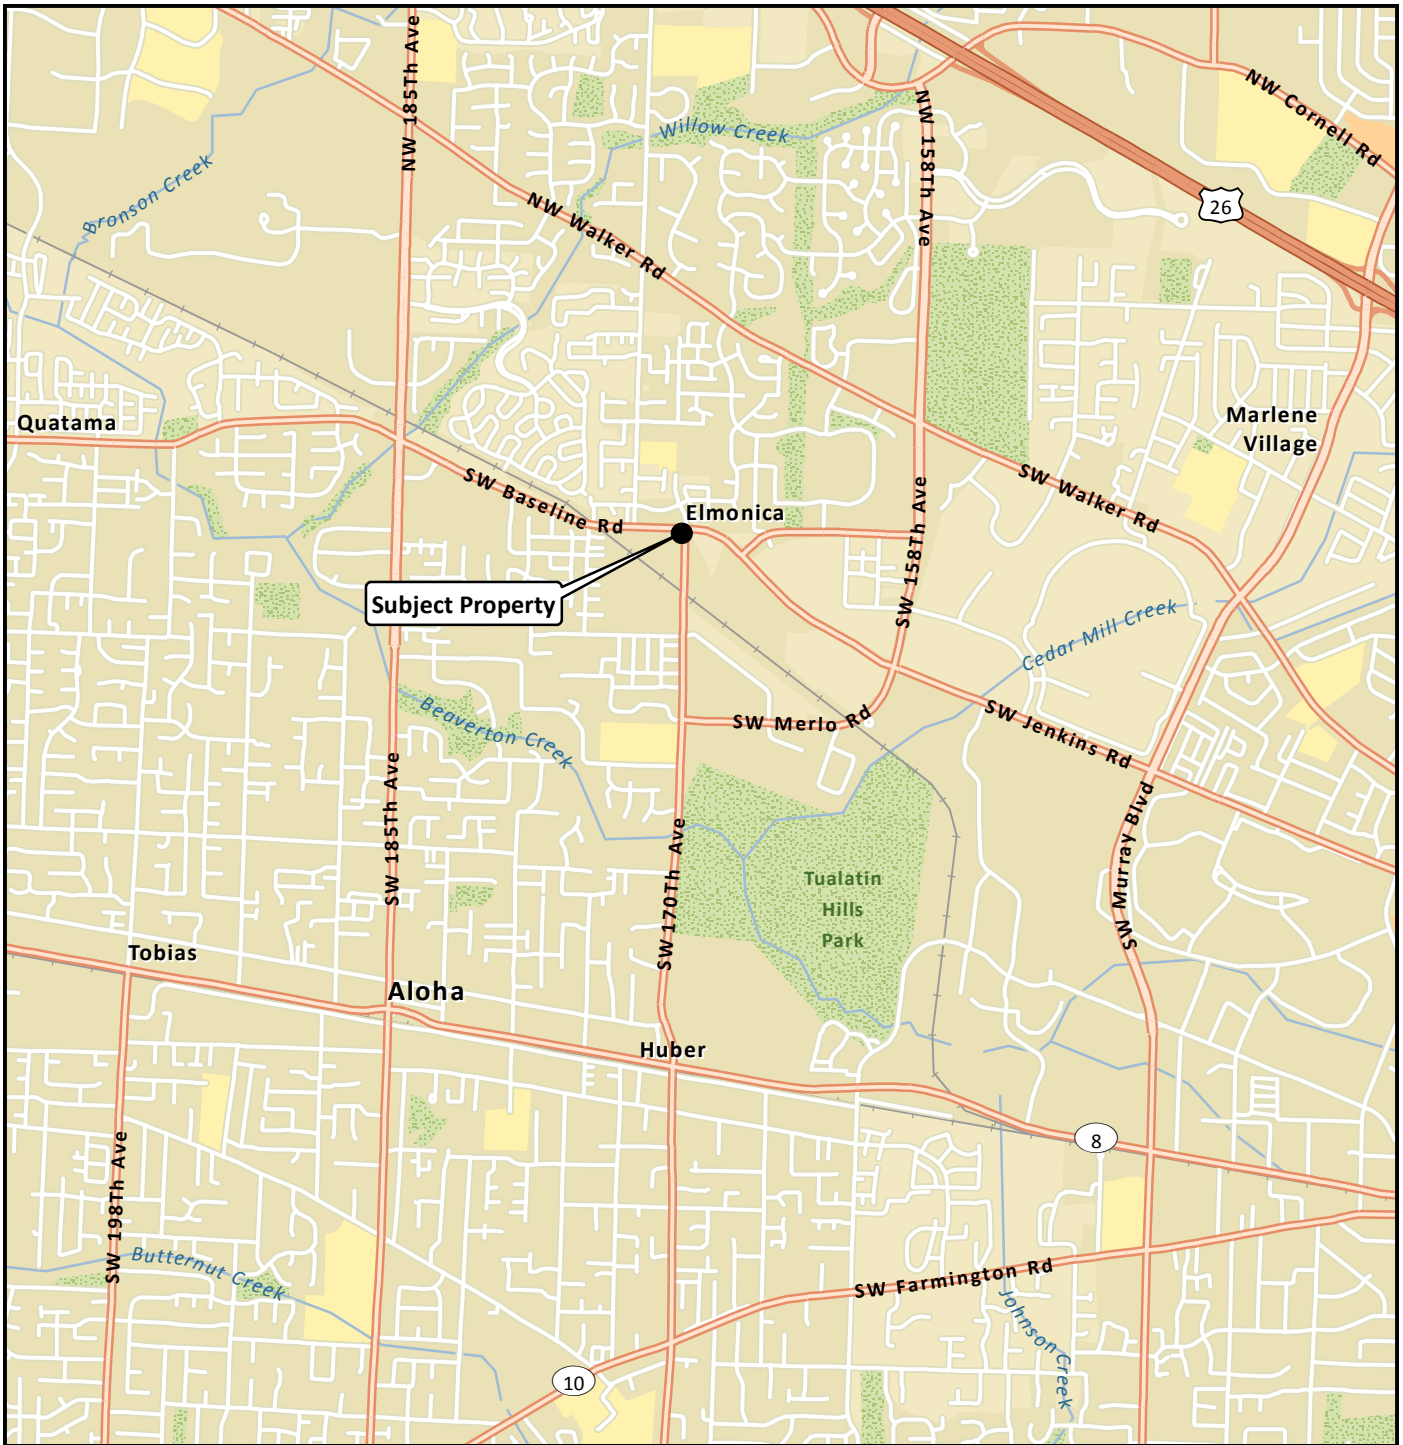 NW 185Th Ave
NW Cornell Rd
Willow Creek
NW 158Th Ave
Bronson Creek
NW Walker Rd
26
Quatama
Marlene
Village
SW Baseline Rd
SW Walker Rd
Elmonica
SW 158Th Ave
Subject Property
Cedar Mill Creek
Beaverton Creek
SW Merlo Rd
SW Jenkins Rd
SW 185Th Ave
SW Murray Blvd
SW 170Th Ave
Tualatin
Hills
Park
Tobias
Aloha
Huber
8
SW 198Th Ave
Butternut Creek
SW Farmington Rd
Johnson Creek
10